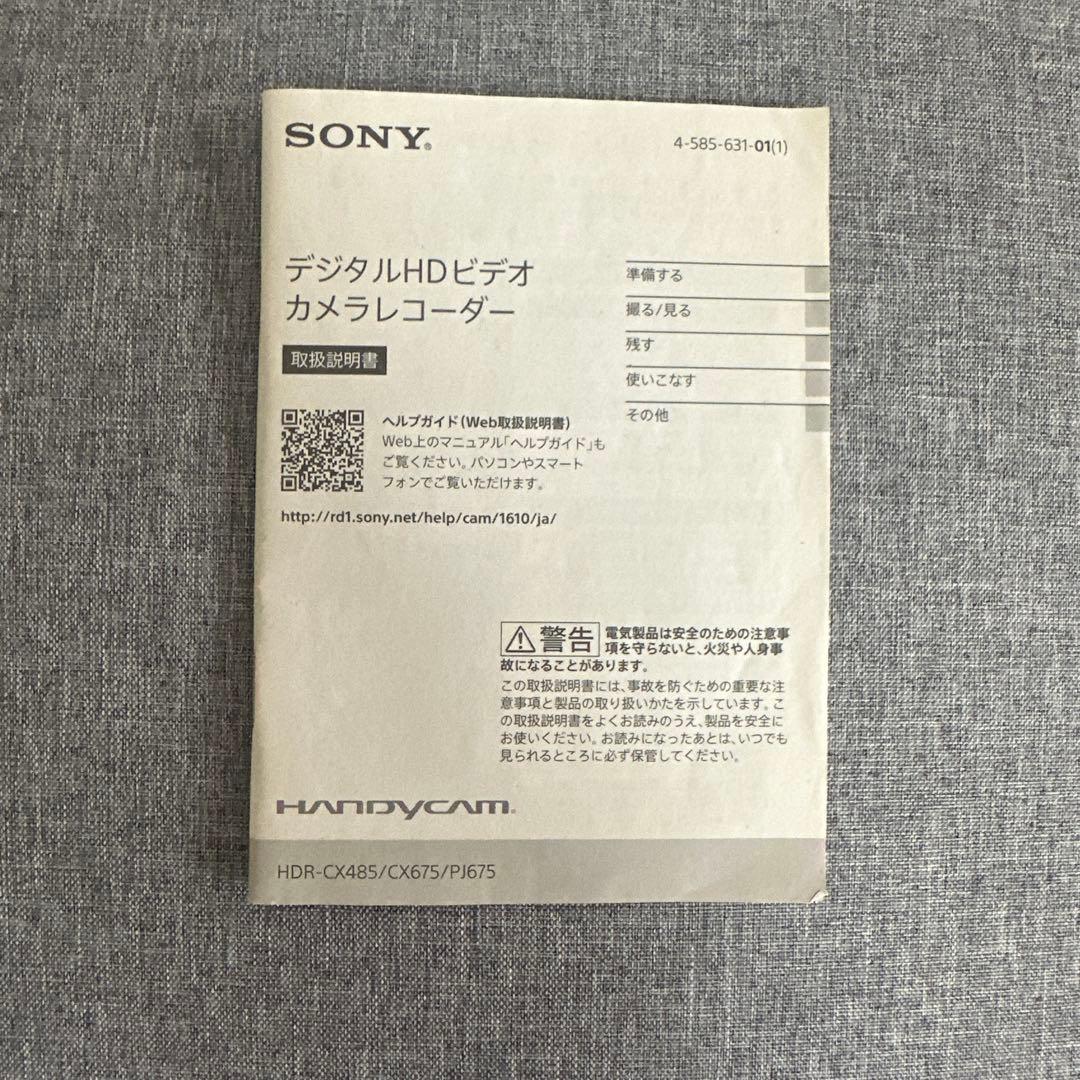 SONY®
4-585-631-01(1)
デジタルHDビデオ
カメラレコーダー
取扱説明書
準備する
撮る/見る
残す
使いこなす
その他
ヘルプガイド(Web取扱説明書)
Web上のマニュアル「ヘルプガイド」も
ご覧ください。パソコンやスマート
フォンでご覧いただけます。
http://rd1.sony.net/help/cam/1610/ja/
警告 電気製品は安全のための注意事
項を守らないと、火災や人身事
故になることがあります。
この取扱説明書には、事故を防ぐための重要な注
意事項と製品の取り扱いかたを示しています。こ
の取扱説明書をよくお読みのうえ、製品を安全に
お使いください。お読みになったあとは、いつでも
見られるところに必ず保管してください。
HANDYCAM®
HDR-CX485/CX675/PJ675